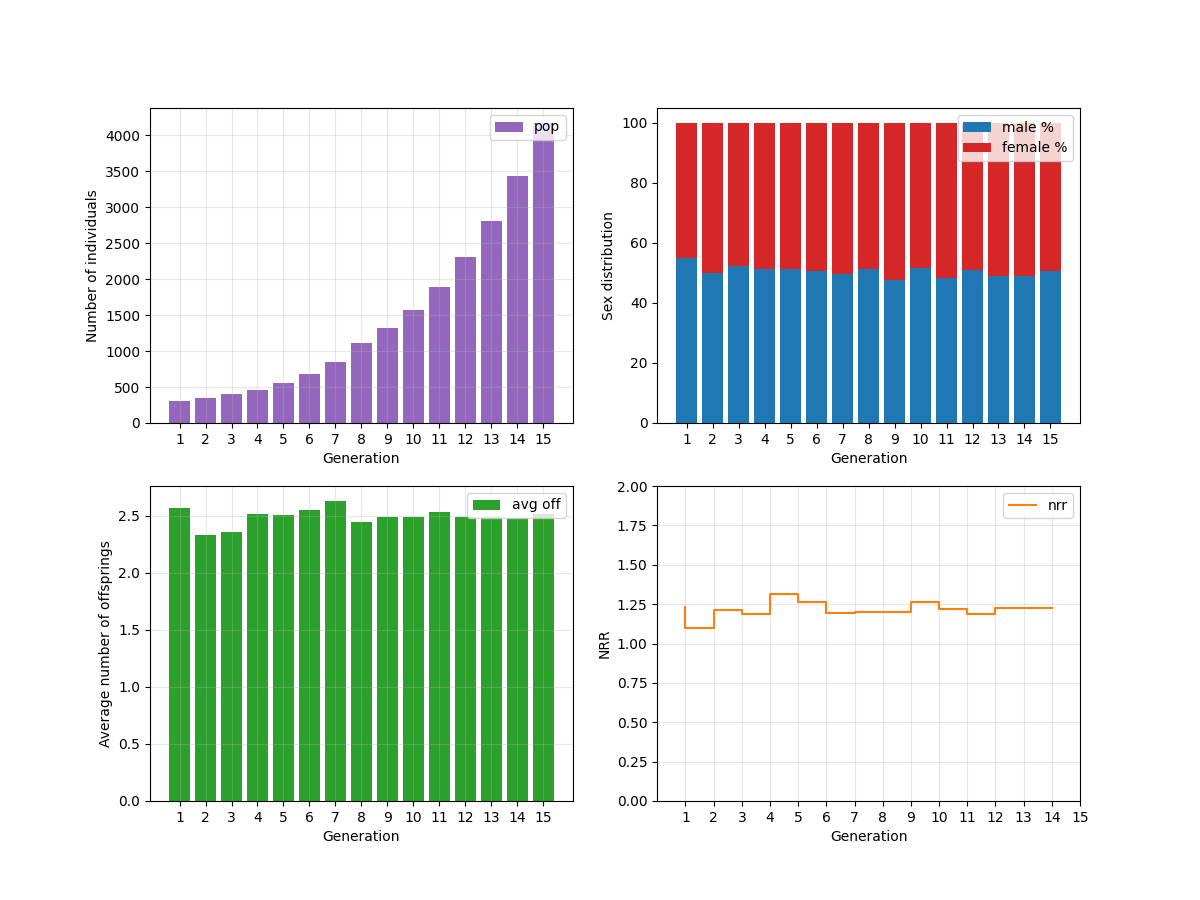 pop
4000
3500
3000
2500
2000
1500
1000
500
0
Number of individuals
1 2 3 4 5 6 7 8 9 10 11 12 13 14 15
Generation
male %
female %
100
80
60
40
20
0
Sex distribution
1 2 3 4 5 6 7 8 9 10 11 12 13 14 15
Generation
avg off
2.5
2.0
1.5
1.0
0.5
0.0
Average number of offsprings
1 2 3 4 5 6 7 8 9 10 11 12 13 14 15
Generation
nrr
2.00
1.75
1.50
1.25
1.00
0.75
0.50
0.25
0.00
NRR
1 2 3 4 5 6 7 8 9 10 11 12 13 14 15
Generation